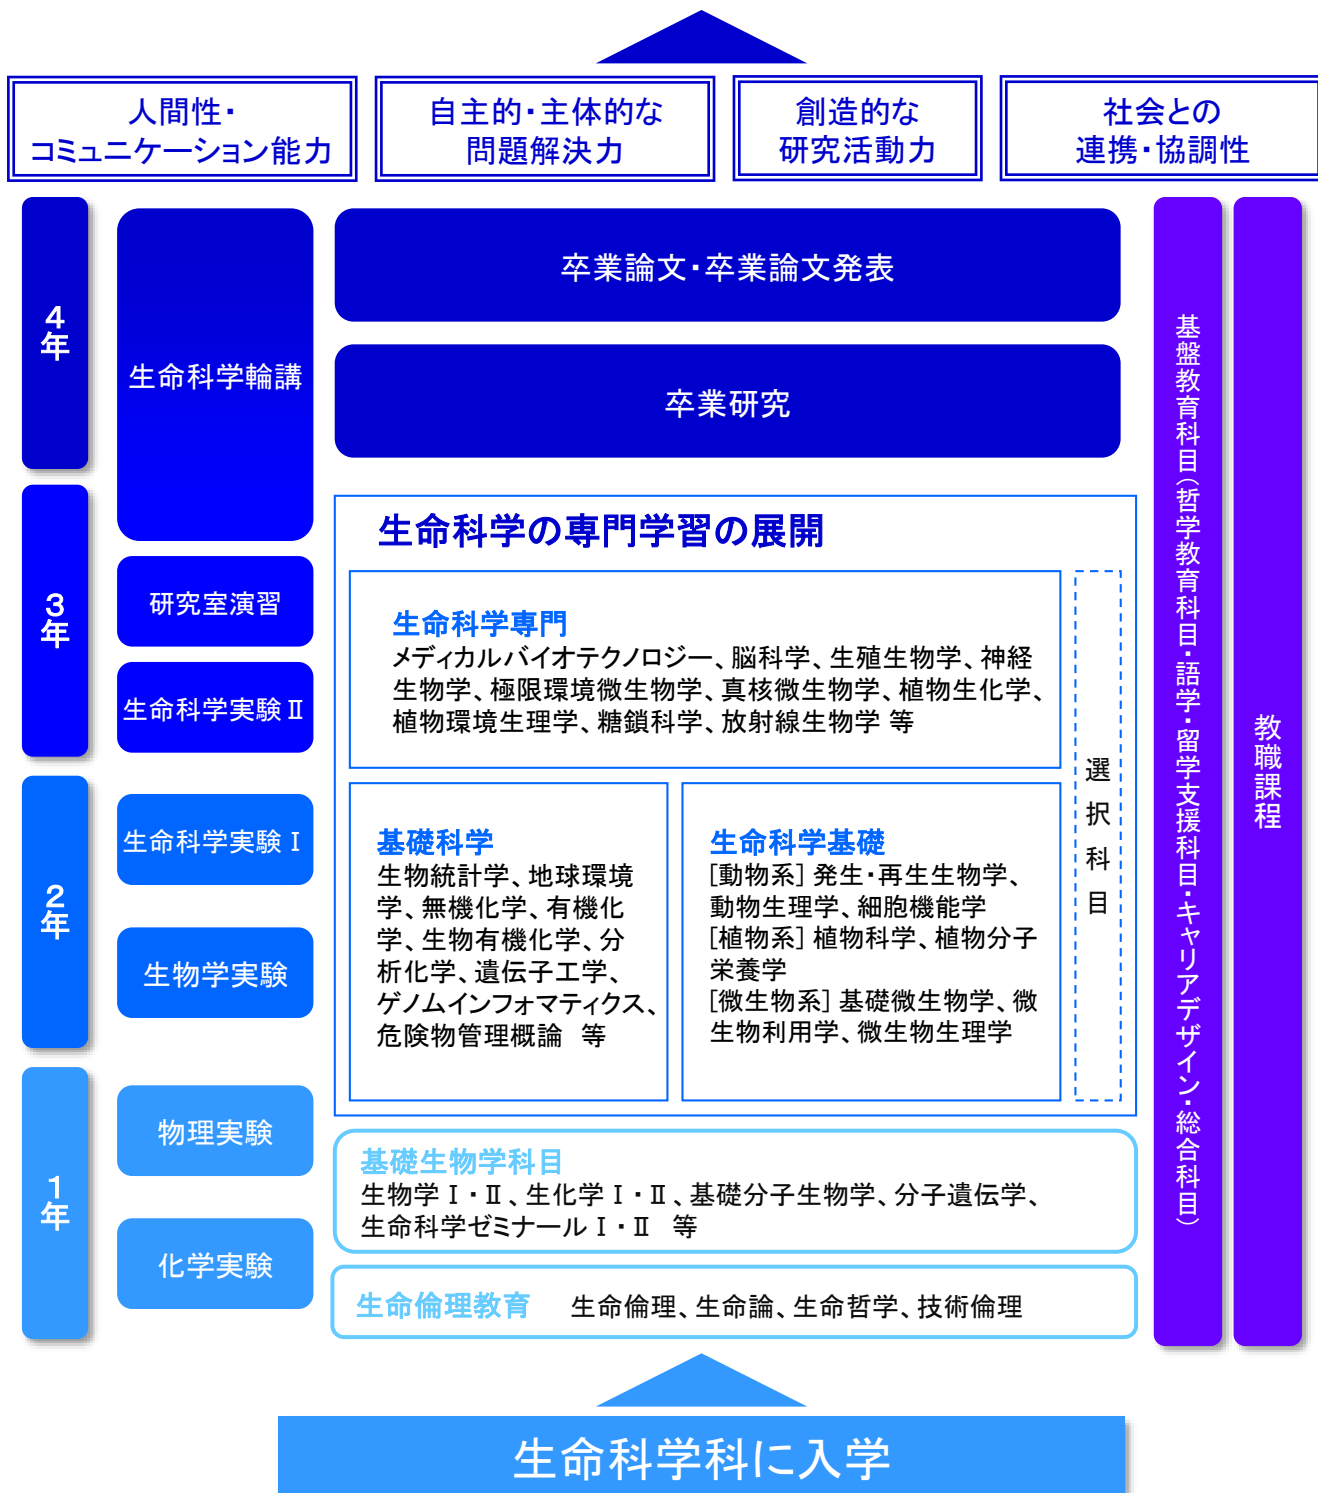 人間性・
コミュニケーション能力
自主的・主体的な
問題解決力
創造的な
研究活動力
社会との
連携・協調性
4年
生命科学輪講
卒業論文・卒業論文発表
卒業研究
3年
研究室演習
生命科学実験Ⅱ
生命科学の専門学習の展開
生命科学専門
メディカルバイオテクノロジー、脳科学、生殖生物学、神経
生物学、極限環境微生物学、真核微生物学、植物生化学、
植物環境生理学、糖鎖科学、放射線生物学 等
2年
生命科学実験Ⅰ
生物学実験
基礎科学
生物統計学、地球環境
学、無機化学、有機化
学、生物有機化学、分
析化学、遺伝子工学、
ゲノムインフォマティクス、
危険物管理概論 等
生命科学基礎
[動物系] 発生・再生生物学、
動物生理学、細胞機能学
[植物系] 植物科学、植物分子
栄養学
[微生物系] 基礎微生物学、微
生物利用学、微生物生理学
選択科目
1年
物理実験
化学実験
基礎生物学科目
生物学Ⅰ・Ⅱ、生化学Ⅰ・Ⅱ、基礎分子生物学、分子遺伝学、
生命科学ゼミナールⅠ・Ⅱ 等
生命倫理教育 生命倫理、生命論、生命哲学、技術倫理
基盤教育科目（哲学教育科目・語学・留学支援科目・キャリアデザイン・総合科目）
教職課程
生命科学科に入学